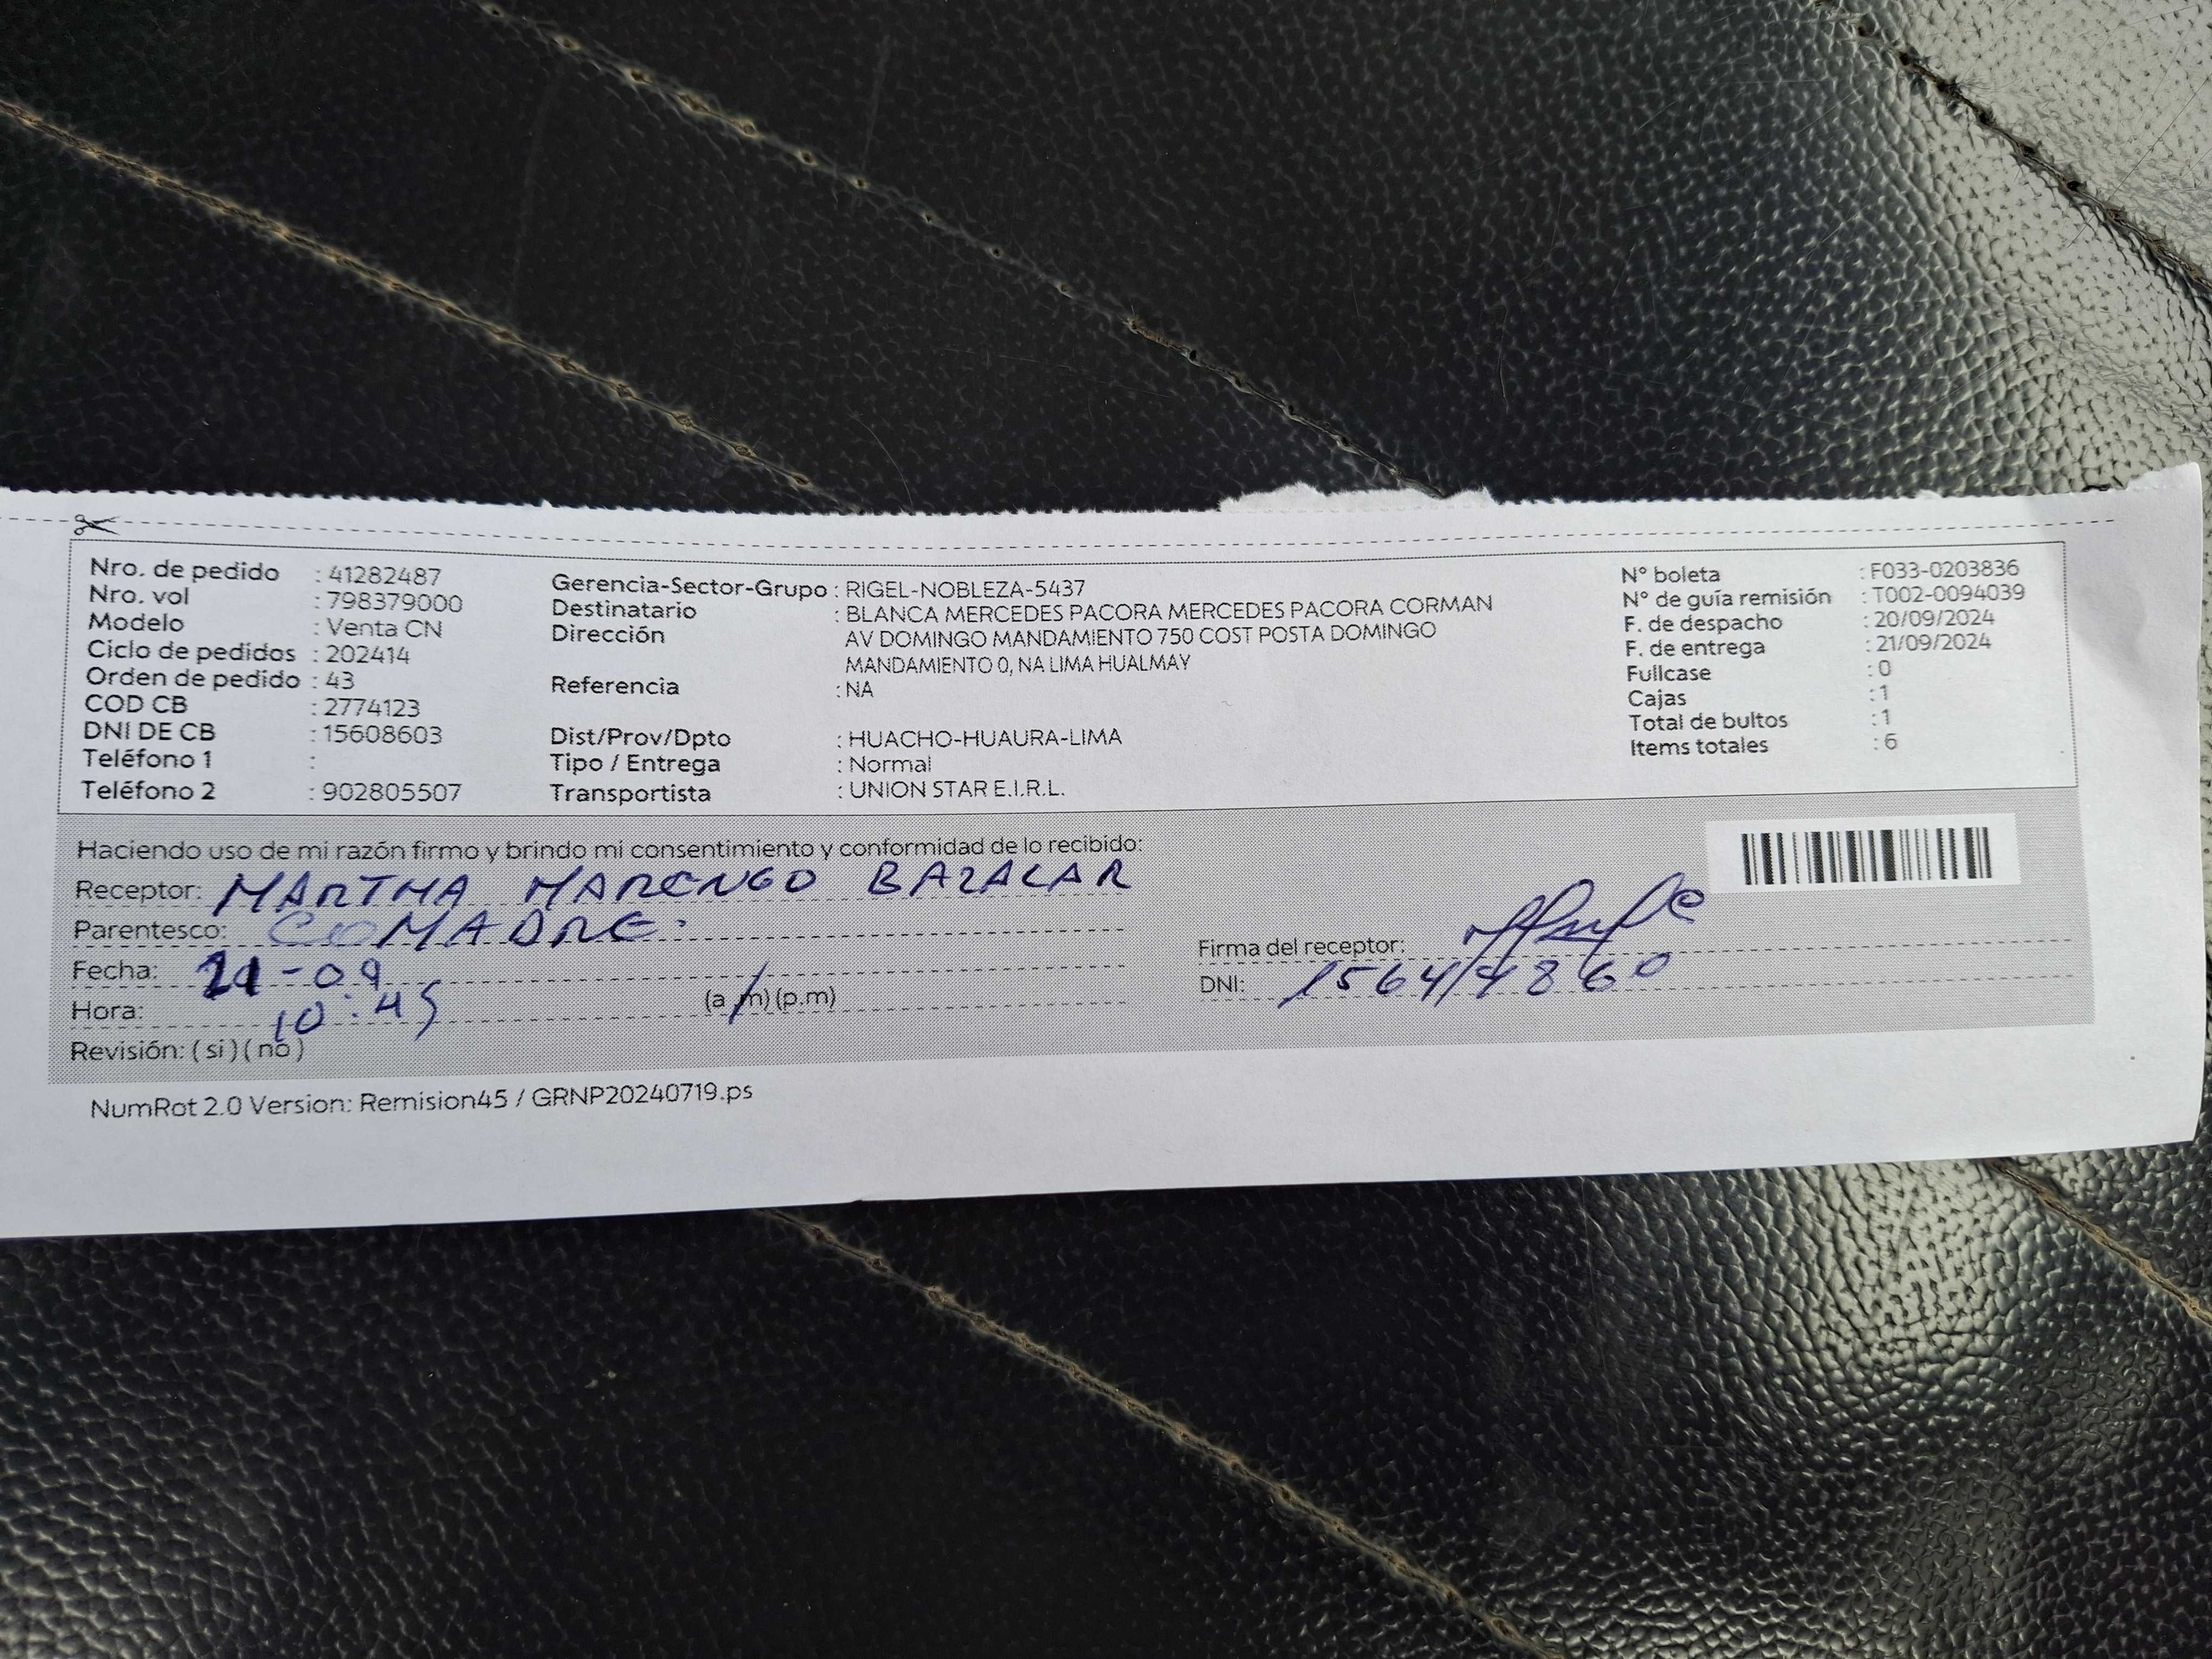 Nro. de pedido : 41282487
Nro. vol : 798379000
Modelo : Venta CN
Ciclo de pedidos : 202414
Orden de pedido : 43
COD CB : 2774123
DNI DE CB : 15608603
Teléfono 1 :
Teléfono 2 : 902805507
Gerencia-Sector-Grupo : RIGEL-NOBLEZA-5437
Destinatario : BLANCA MERCEDES PACORA MERCEDES PACORA CORMAN
Dirección AV DOMINGO MANDAMIENTO 750 COST POSTA DOMINGO
MANDAMIENTO 0, NA LIMA HUALMAY
Referencia : NA
Dist/Prov/Dpto : HUACHO-HUAURA-LIMA
Tipo / Entrega : Normal
Transportista : UNION STAR E.I.R.L.
N° boleta : F033-0203836
N° de guía remisión : T002-0094039
F. de despacho : 20/09/2024
F. de entrega : 21/09/2024
Fullcase : 0
Cajas : 1
Total de bultos : 1
Items totales : 6
Haciendo uso de mi razón firmo y brindo mi consentimiento y conformidad de lo recibido:
Receptor: MARTHA MARENGO BAZALAR
Parentesco: COMADRE.
Fecha: 21-09
Hora: 10:45 (a.m) (p.m)
Revisión: ( si ) ( no )
Firma del receptor:
DNI: 15644860
NumRot 2.0 Version: Remision45 / GRNP20240719.ps